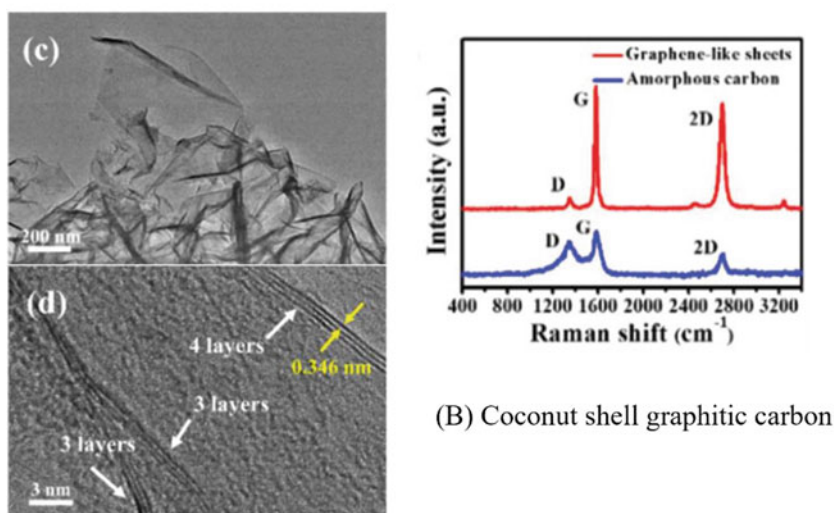 (c)
200 nm
(d)
4 layers
0.346 nm
3 layers
3 layers
3 nm
Graphene-like sheets
Amorphous carbon
G
2D
D
G
D
2D
Intensity (a.u.)
400 800 1200 1600 2000 2400 2800 3200
Raman shift (cm⁻¹)
(B) Coconut shell graphitic carbon